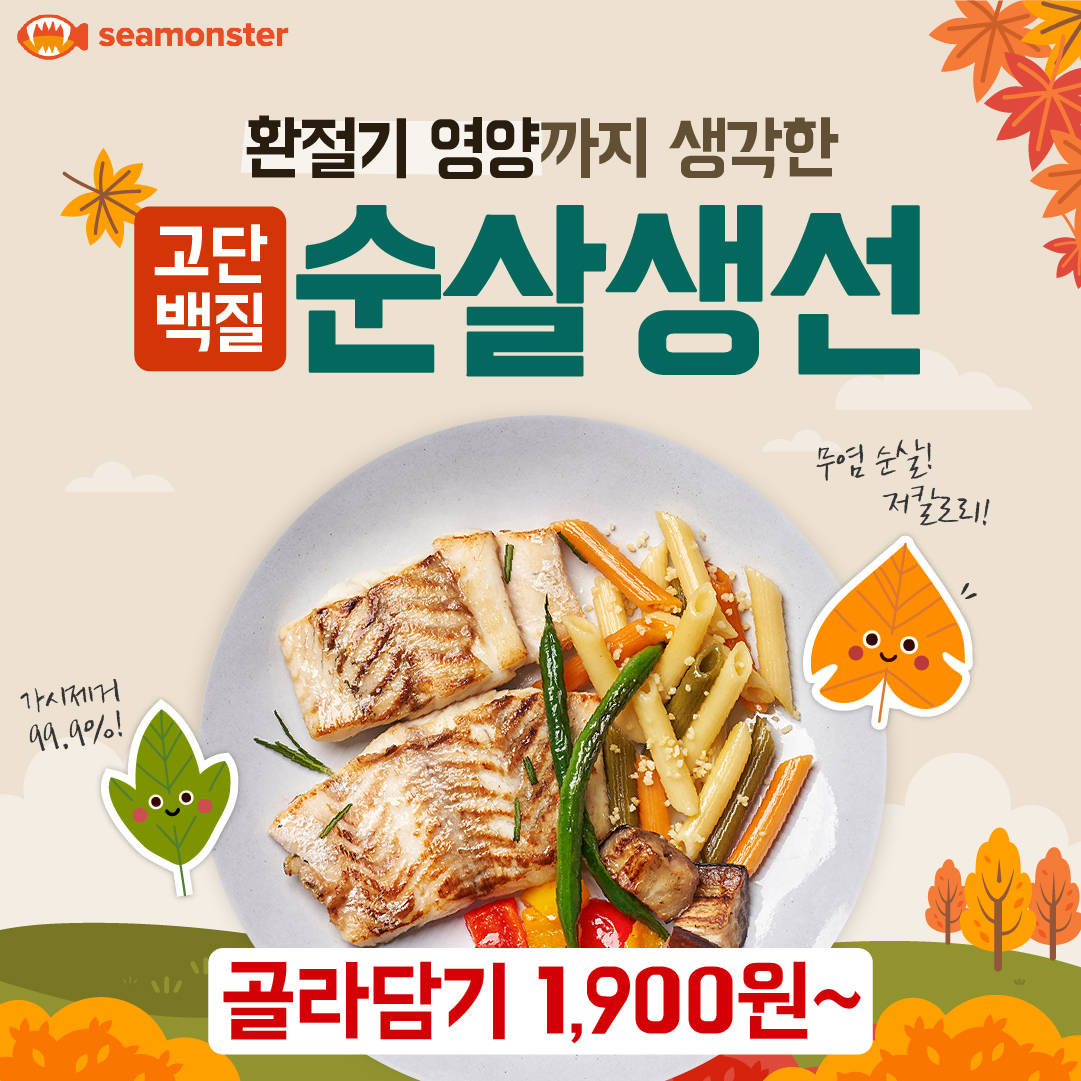 seamonster
환절기 영양까지 생각한
고단
백질
순살생선
무염 순살!
저칼로리!
가시제거
99.9%!
골라담기 1,900원~